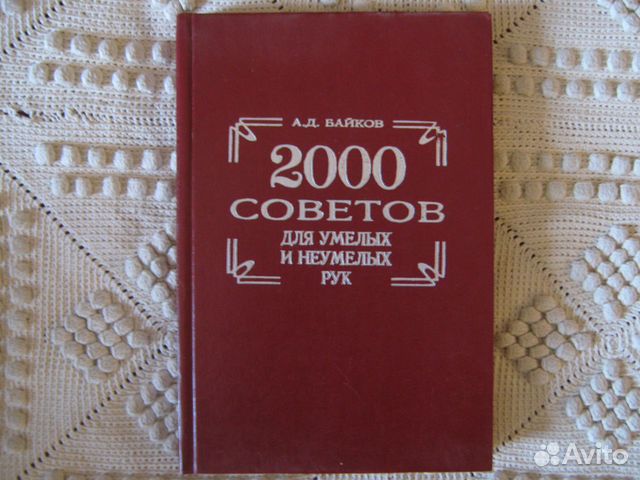 А.Д. БАЙКОВ
2000
СОВЕТОВ
ДЛЯ УМЕЛЫХ
И НЕУМЕЛЫХ
РУК
Avito